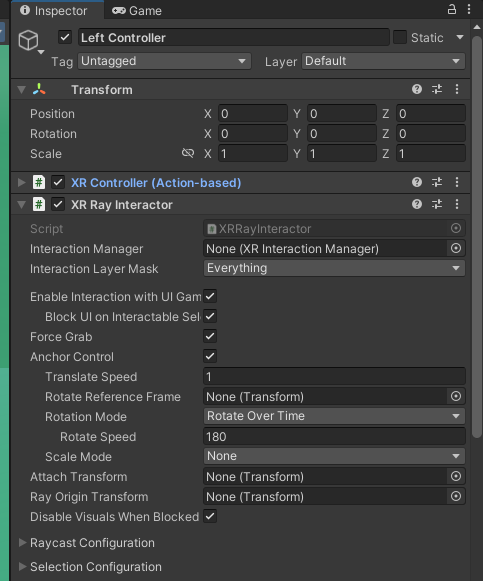 Inspector Game
Left Controller Static
Tag Untagged Layer Default
Transform
Position X 0 Y 0 Z 0
Rotation X 0 Y 0 Z 0
Scale X 1 Y 1 Z 1
# XR Controller (Action-based)
# XR Ray Interactor
Script # XRRayInteractor
Interaction Manager None (XR Interaction Manager)
Interaction Layer Mask Everything
Enable Interaction with UI Gam
Block UI on Interactable Sel
Force Grab
Anchor Control
Translate Speed 1
Rotate Reference Frame None (Transform)
Rotation Mode Rotate Over Time
Rotate Speed 180
Scale Mode None
Attach Transform None (Transform)
Ray Origin Transform None (Transform)
Disable Visuals When Blocked
Raycast Configuration
Selection Configuration